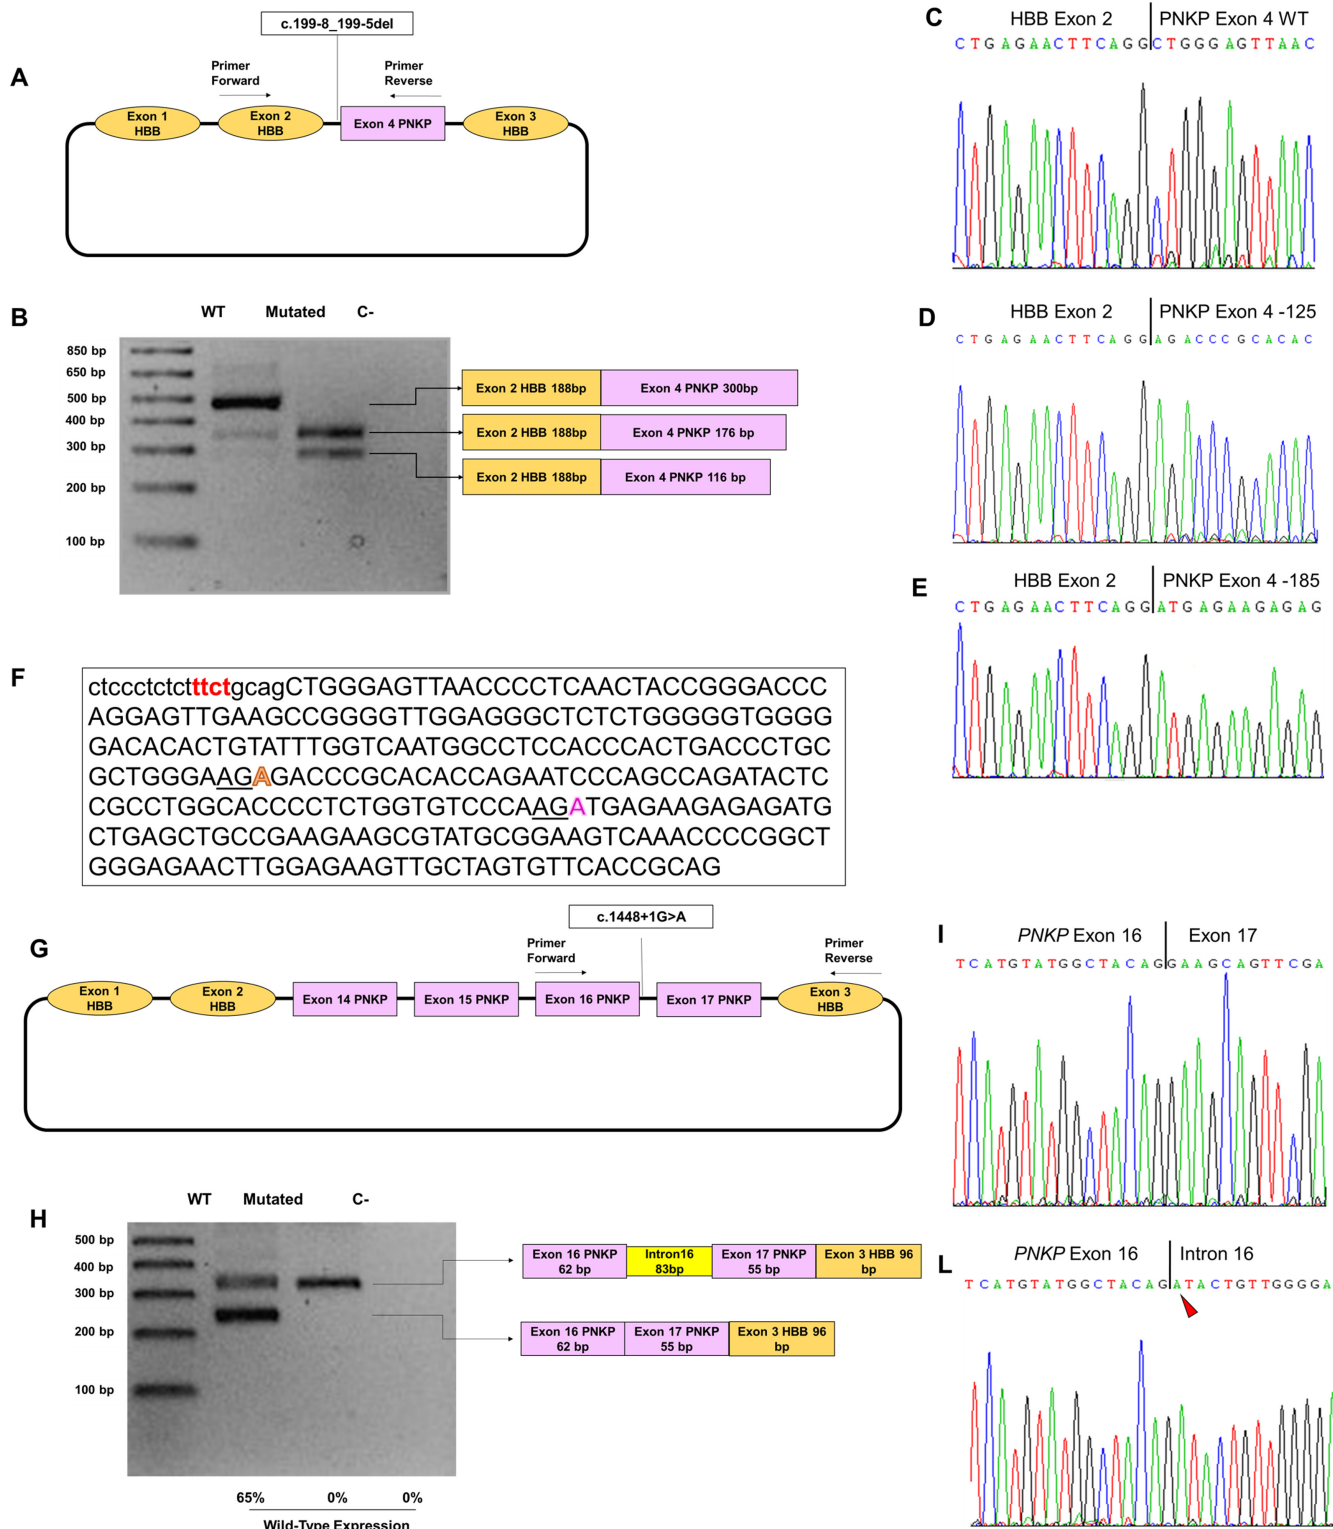 A
c.199-8_199-5del
Primer
Forward
Primer
Reverse
Exon 1
HBB
Exon 2
HBB
Exon 4 PNKP
Exon 3
HBB
B
WT Mutated C-
850 bp
650 bp
500 bp
400 bp
300 bp
200 bp
100 bp
Exon 2 HBB 188bp Exon 4 PNKP 300bp
Exon 2 HBB 188bp Exon 4 PNKP 176 bp
Exon 2 HBB 188bp Exon 4 PNKP 116 bp
C
HBB Exon 2 PNKP Exon 4 WT
CTGAGAACTTCAGGCTGGGAGTTAAC
D
HBB Exon 2 PNKP Exon 4 -125
CTGAGAACTTCAGGAGACCCGCACAC
E
HBB Exon 2 PNKP Exon 4 -185
CTGAGAACTTCAGGATGAGAAGAGAG
F
ctccctctctttctgcagCTGGGAGTTAACCCCTCAACTACCGGGACCC
AGGAGTTGAAGCCGGGGTTGGAGGGCTCTCTGGGGGTGGGG
GACACACTGTATTTGGTCAATGGCCTCCACCCACTGACCCTGC
GCTGGGAAGAGACCCGCACACCAGAATCCCAGCCAGATACTC
CGCCTGGCACCCCTCTGGTGTCCCAAGATGAGAAGAGAGATG
CTGAGCTGCCGAAGAAGCGTATGCGGAAGTCAAACCCCGGCT
GGGAGAACTTGGAGAAGTTGCTAGTGTTCACCGCAG
G
c.1448+1G>A
Primer
Forward
Primer
Reverse
Exon 1
HBB
Exon 2
HBB
Exon 14 PNKP
Exon 15 PNKP
Exon 16 PNKP
Exon 17 PNKP
Exon 3
HBB
H
WT Mutated C-
500 bp
400 bp
300 bp
200 bp
100 bp
Exon 16 PNKP
62 bp
Intron16
83bp
Exon 17 PNKP
55 bp
Exon 3 HBB 96
bp
Exon 16 PNKP
62 bp
Exon 17 PNKP
55 bp
Exon 3 HBB 96
bp
65% 0% 0%
Wild-Type Expression
I
PNKP Exon 16 Exon 17
TCATGTATGGCTACAGGAAGCAGTTCGA
L
PNKP Exon 16 Intron 16
TCATGTATGGCTACAGATACTGTTGGGGA